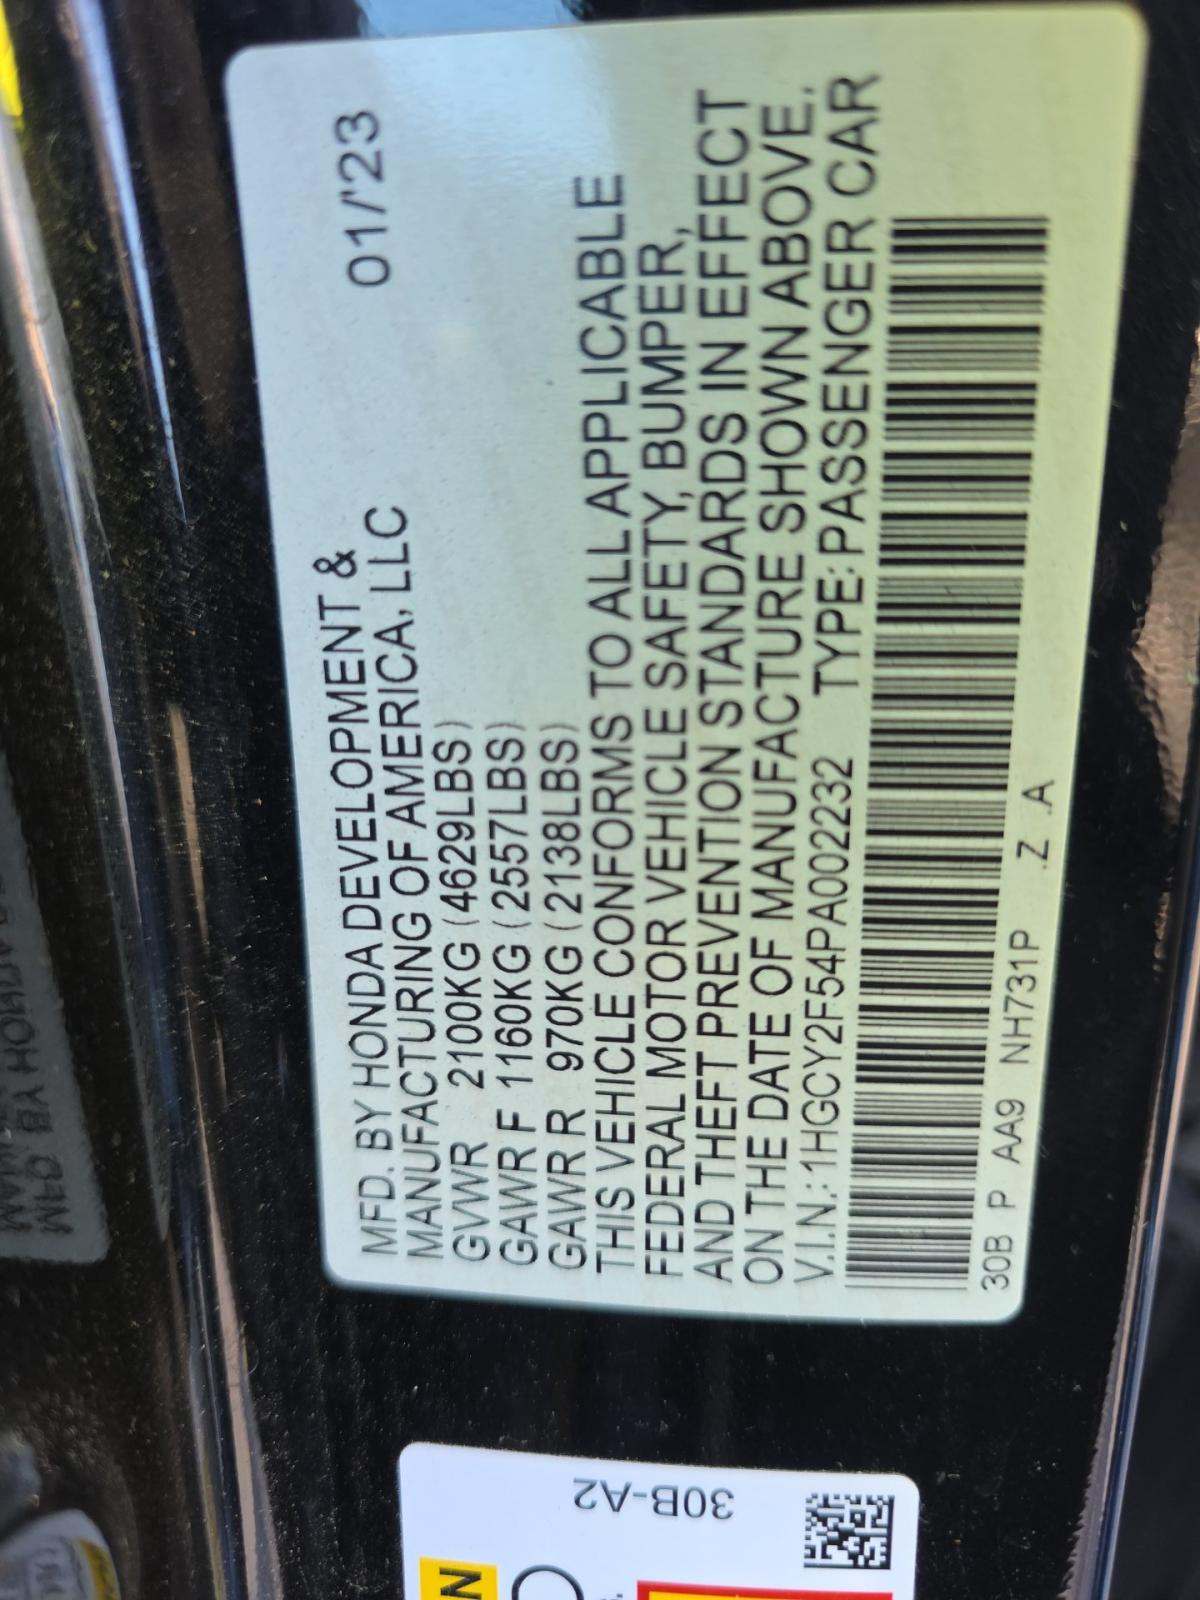 MFD. BY HONDA DEVELOPMENT &
MANUFACTURING OF AMERICA, LLC 01/'23
GVWR 2100KG (4629LBS)
GAWR F 1160KG (2557LBS)
GAWR R 970KG (2138LBS)
THIS VEHICLE CONFORMS TO ALL APPLICABLE
FEDERAL MOTOR VEHICLE SAFETY, BUMPER,
AND THEFT PREVENTION STANDARDS IN EFFECT
ON THE DATE OF MANUFACTURE SHOWN ABOVE.
V.I.N.: 1HGCY2F54PA002232 TYPE: PASSENGER CAR
30B P AA9 NH731P .Z .A
30B-A2